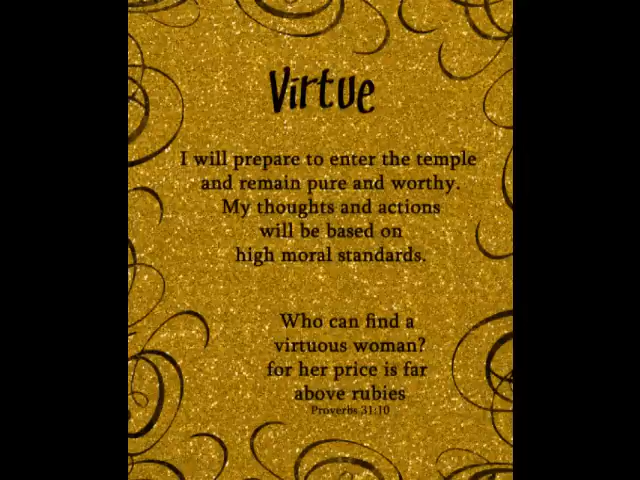 Virtue
I will prepare to enter the temple
and remain pure and worthy.
My thoughts and actions
will be based on
high moral standards.
Who can find a
virtuous woman?
for her price is far
above rubies
Proverbs 31:10